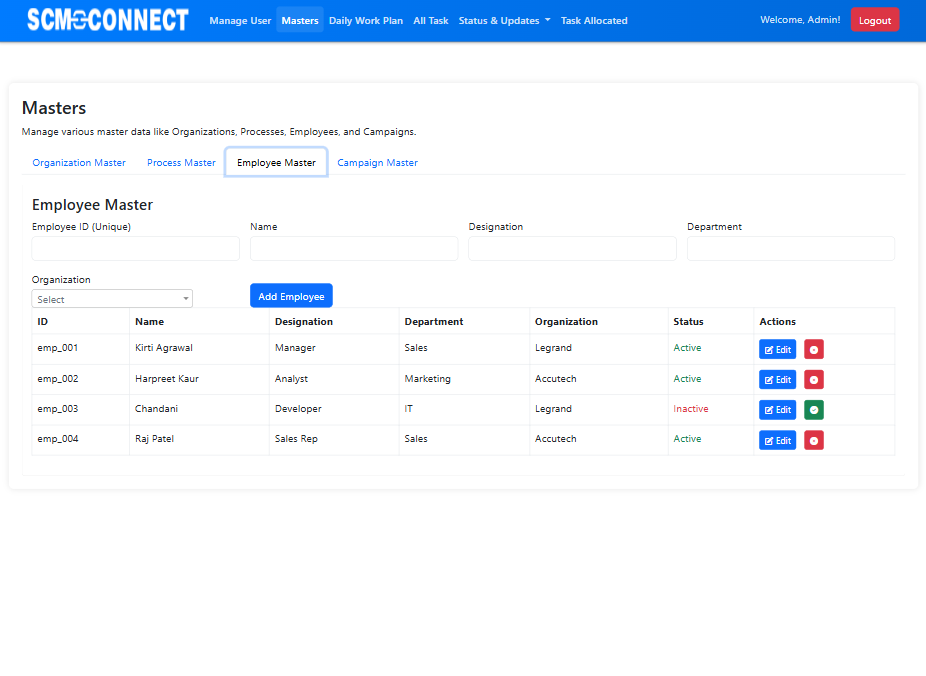 SCM CONNECT Manage User Masters Daily Work Plan All Task Status & Updates Task Allocated Welcome, Admin! Logout
Masters
Manage various master data like Organizations, Processes, Employees, and Campaigns.
Organization Master Process Master Employee Master Campaign Master
Employee Master
Employee ID (Unique) Name Designation Department
Organization
Select Add Employee
ID Name Designation Department Organization Status Actions
emp_001 Kirti Agrawal Manager Sales Legrand Active Edit
emp_002 Harpreet Kaur Analyst Marketing Accutech Active Edit
emp_003 Chandani Developer IT Legrand Inactive Edit
emp_004 Raj Patel Sales Rep Sales Accutech Active Edit